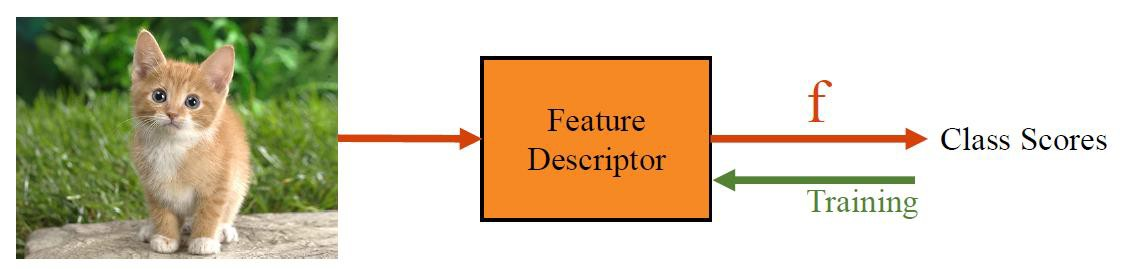 Feature
Descriptor
f
Class Scores
Training